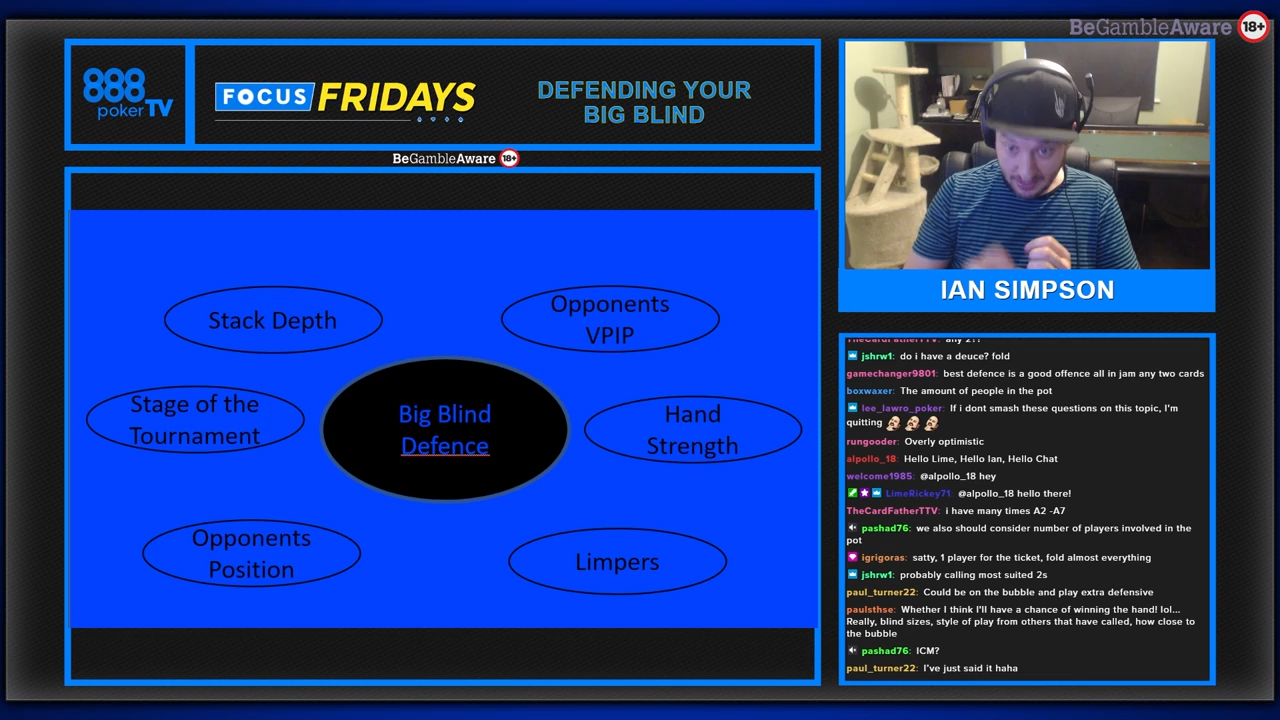 BeGambleAware 18+
888
pokerTV
FOCUS FRIDAYS
DEFENDING YOUR
BIG BLIND
BeGambleAware 18+
Stack Depth
Opponents
VPIP
Stage of the
Tournament
Big Blind
Defence
Hand
Strength
Opponents
Position
Limpers
IAN SIMPSON
TheCardFatherTTV: any 2??
jshrw1: do i have a deuce? fold
gamechanger9801: best defence is a good offence all in jam any two cards
boxwaxer: The amount of people in the pot
lee_lawro_poker: If i dont smash these questions on this topic, I'm
quitting
rungooder: Overly optimistic
alpollo_18: Hello Lime, Hello Ian, Hello Chat
welcome1985: @alpollo_18 hey
LimeRickey71: @alpollo_18 hello there!
TheCardFatherTTV: i have many times A2 -A7
pashad76: we also should consider number of players involved in the
pot
igrigoras: satty, 1 player for the ticket, fold almost everything
jshrw1: probably calling most suited 2s
paul_turner22: Could be on the bubble and play extra defensive
paulsthse: Whether I think I'll have a chance of winning the hand! lol...
Really, blind sizes, style of play from others that have called, how close to
the bubble
pashad76: ICM?
paul_turner22: I've just said it haha